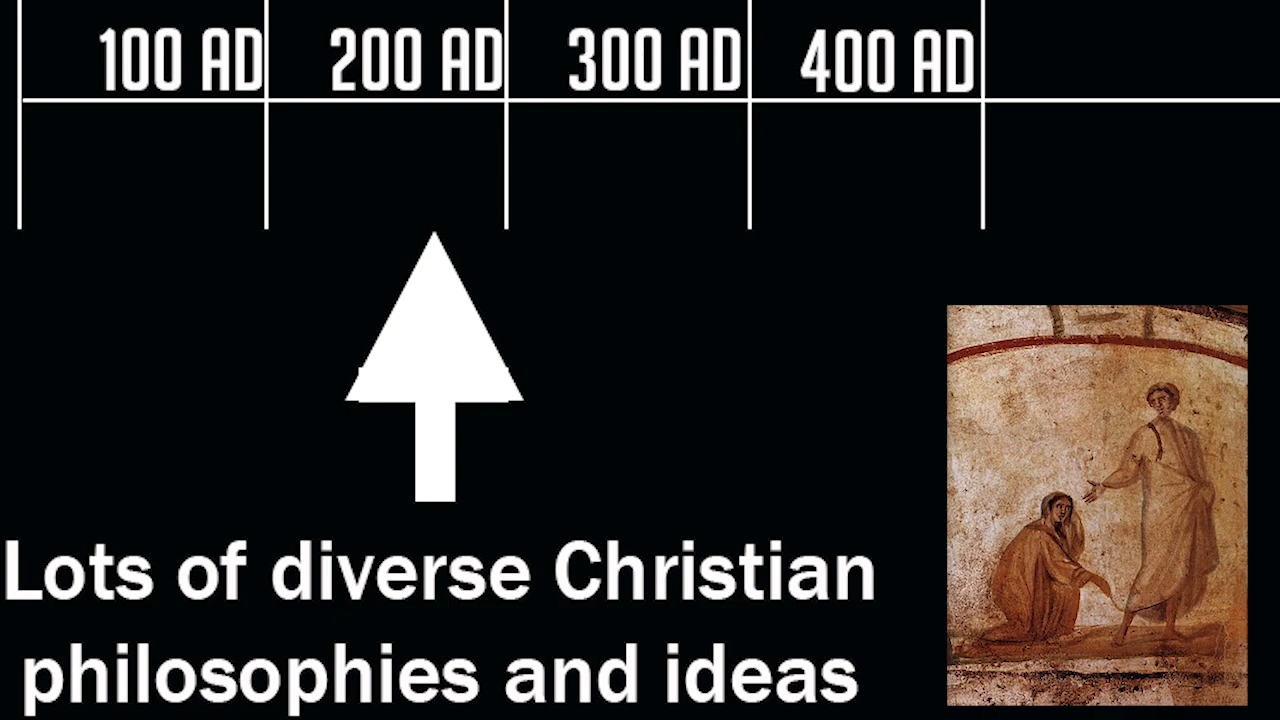 100 AD 200 AD 300 AD 400 AD
Lots of diverse Christian
philosophies and ideas